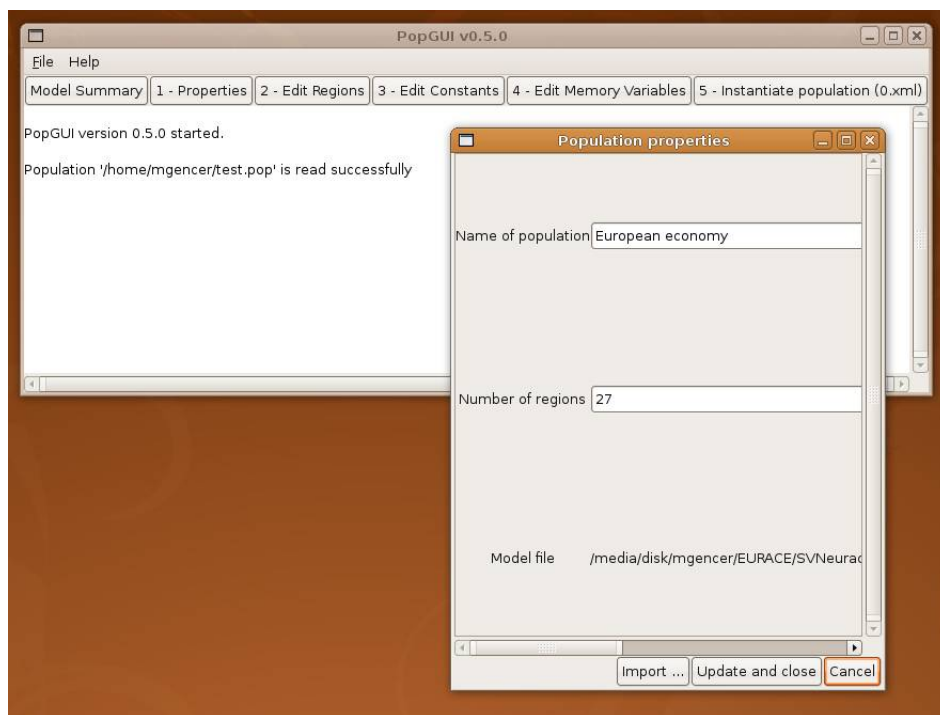 PopGUI v0.5.0
File Help
Model Summary 1 - Properties 2 - Edit Regions 3 - Edit Constants 4 - Edit Memory Variables 5 - Instantiate population (0.xml)
PopGUI version 0.5.0 started.
Population '/home/mgencer/test.pop' is read successfully
Population properties
Name of population European economy
Number of regions 27
Model file /media/disk/mgencer/EURACE/SVNeurac
Import ... Update and close Cancel